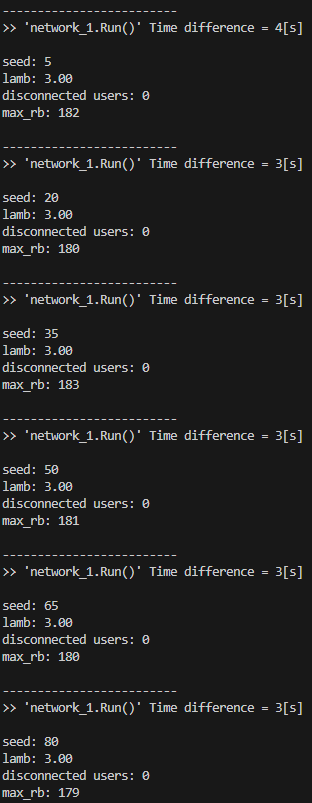 -------------------------
>> 'network_1.Run()' Time difference = 4[s]
seed: 5
lamb: 3.00
disconnected users: 0
max_rb: 182
-------------------------
>> 'network_1.Run()' Time difference = 3[s]
seed: 20
lamb: 3.00
disconnected users: 0
max_rb: 180
-------------------------
>> 'network_1.Run()' Time difference = 3[s]
seed: 35
lamb: 3.00
disconnected users: 0
max_rb: 183
-------------------------
>> 'network_1.Run()' Time difference = 3[s]
seed: 50
lamb: 3.00
disconnected users: 0
max_rb: 181
-------------------------
>> 'network_1.Run()' Time difference = 3[s]
seed: 65
lamb: 3.00
disconnected users: 0
max_rb: 180
-------------------------
>> 'network_1.Run()' Time difference = 3[s]
seed: 80
lamb: 3.00
disconnected users: 0
max_rb: 179